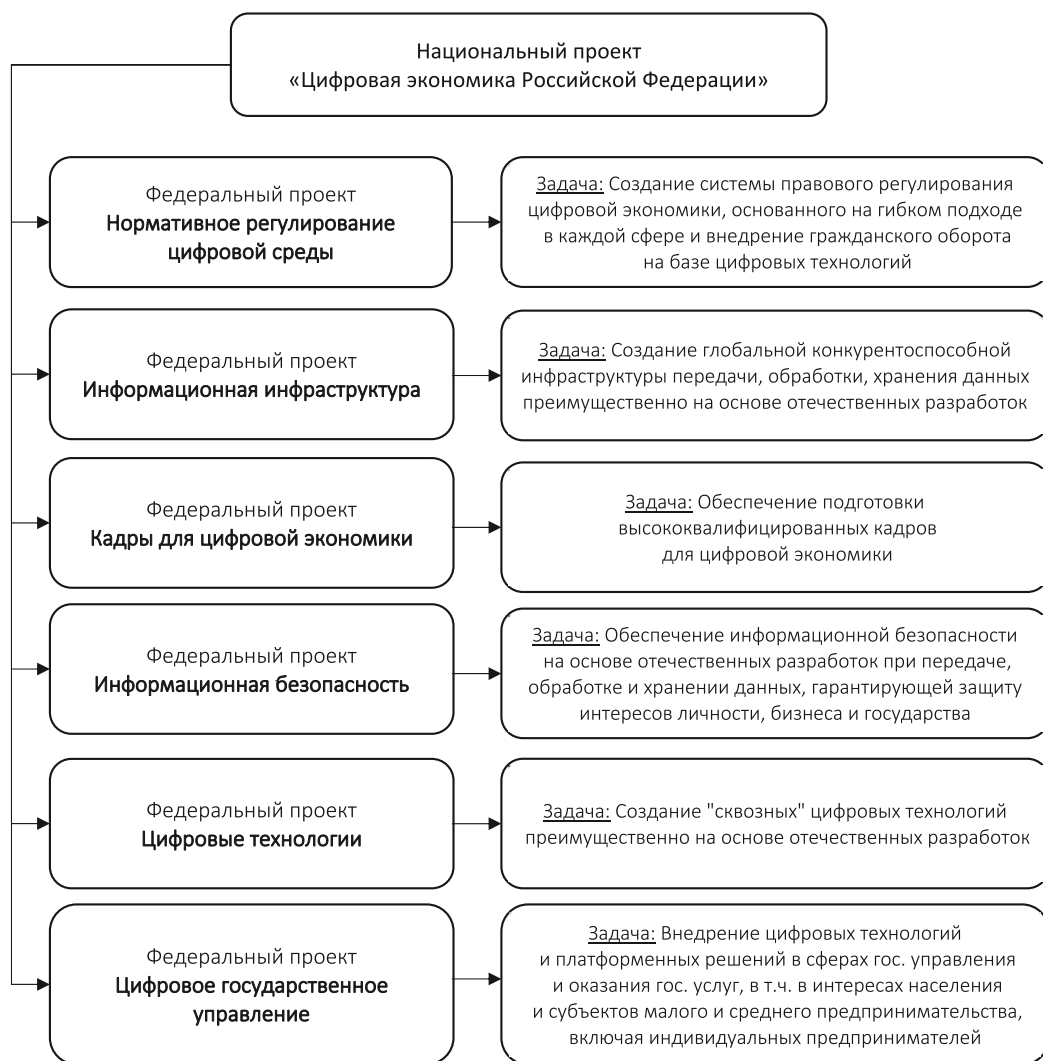 Национальный проект
«Цифровая экономика Российской Федерации»
Федеральный проект
Нормативное регулирование
цифровой среды
Задача: Создание системы правового регулирования
цифровой экономики, основанного на гибком подходе
в каждой сфере и внедрение гражданского оборота
на базе цифровых технологий
Федеральный проект
Информационная инфраструктура
Задача: Создание глобальной конкурентоспособной
инфраструктуры передачи, обработки, хранения данных
преимущественно на основе отечественных разработок
Федеральный проект
Кадры для цифровой экономики
Задача: Обеспечение подготовки
высококвалифицированных кадров
для цифровой экономики
Федеральный проект
Информационная безопасность
Задача: Обеспечение информационной безопасности
на основе отечественных разработок при передаче,
обработке и хранении данных, гарантирующей защиту
интересов личности, бизнеса и государства
Федеральный проект
Цифровые технологии
Задача: Создание "сквозных" цифровых технологий
преимущественно на основе отечественных разработок
Федеральный проект
Цифровое государственное
управление
Задача: Внедрение цифровых технологий
и платформенных решений в сферах гос. управления
и оказания гос. услуг, в т.ч. в интересах населения
и субъектов малого и среднего предпринимательства,
включая индивидуальных предпринимателей